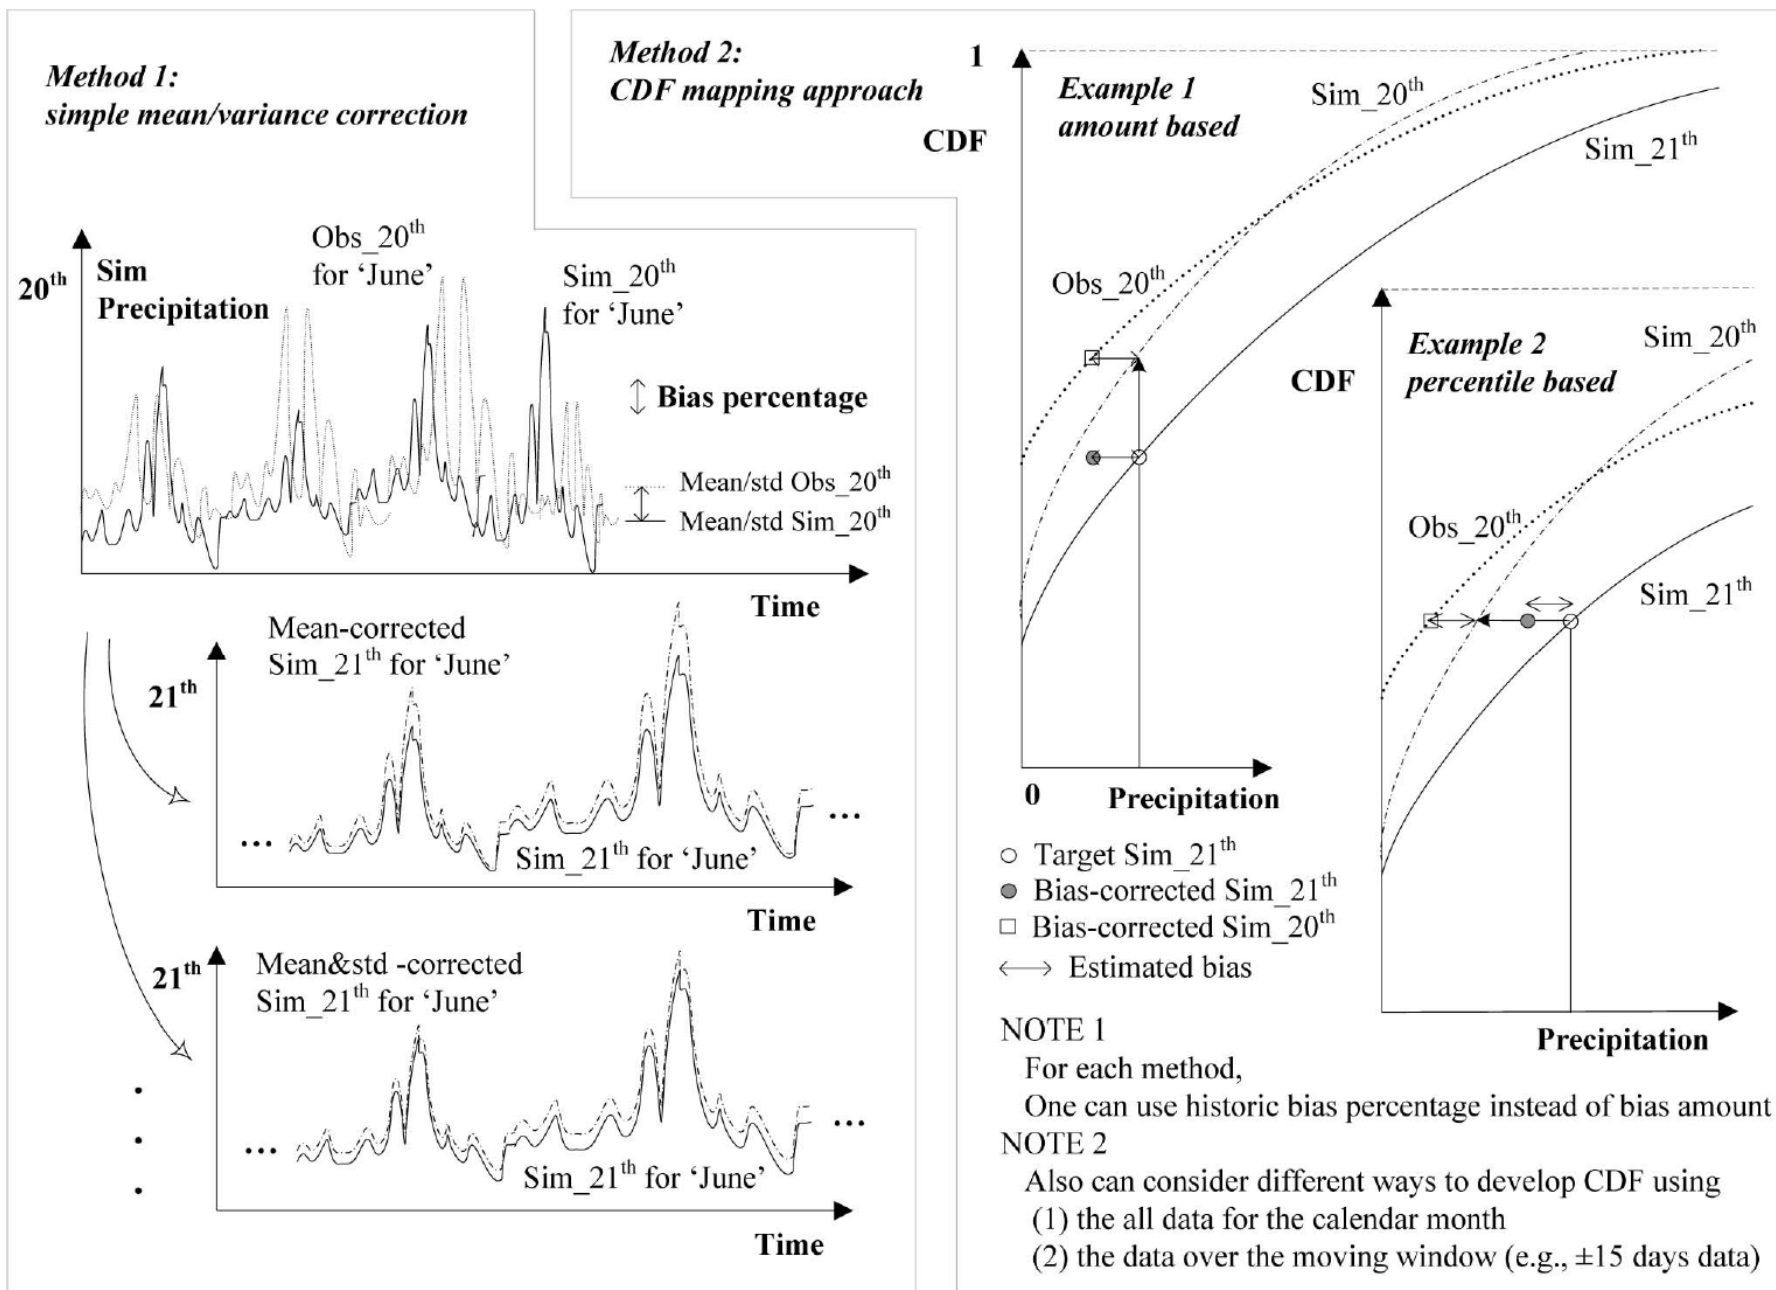 Method 1:
simple mean/variance correction
20th
Sim
Precipitation
Obs_20th
for ‘June’
Sim_20th
for ‘June’
Bias percentage
Mean/std Obs_20th
Mean/std Sim_20th
Time
Mean-corrected
Sim_21th for ‘June’
21th
...
...
Sim_21th for ‘June’
Time
21th
Mean&std -corrected
Sim_21th for ‘June’
...
...
Sim_21th for ‘June’
Time
Method 2:
CDF mapping approach
1
CDF
Example 1
amount based
Sim_20th
Sim_21th
Obs_20th
0
Precipitation
CDF
Example 2
percentile based
Sim_20th
Obs_20th
Sim_21th
Precipitation
Target Sim_21th
Bias-corrected Sim_21th
Bias-corrected Sim_20th
Estimated bias
NOTE 1
For each method,
One can use historic bias percentage instead of bias amount
NOTE 2
Also can consider different ways to develop CDF using
(1) the all data for the calendar month
(2) the data over the moving window (e.g., ±15 days data)